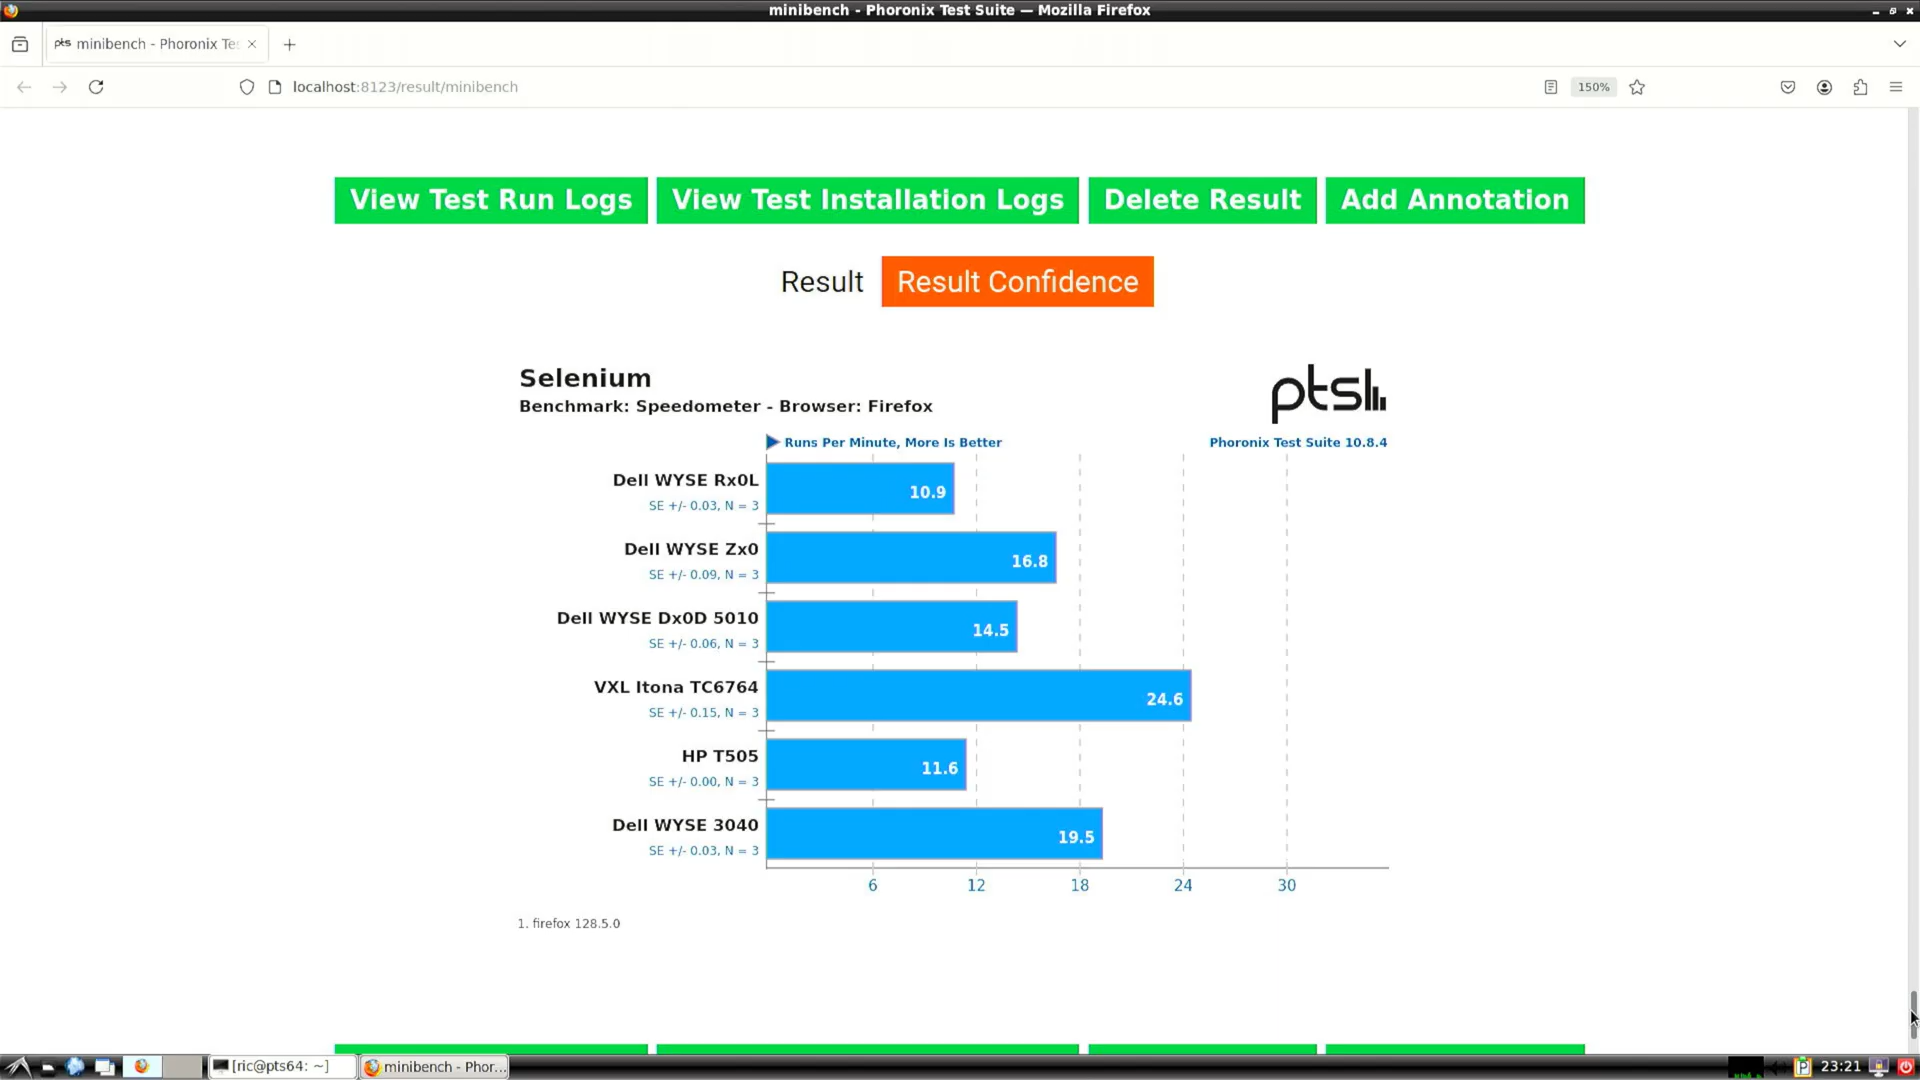 minibench - Phoronix Test Suite — Mozilla Firefox
pts minibench - Phoronix Te
localhost:8123/result/minibench
150%
View Test Run Logs
View Test Installation Logs
Delete Result
Add Annotation
Result
Result Confidence
Selenium
Benchmark: Speedometer - Browser: Firefox
pts
Runs Per Minute, More Is Better
Phoronix Test Suite 10.8.4
Dell WYSE Rx0L
SE +/- 0.03, N = 3
10.9
Dell WYSE Zx0
SE +/- 0.09, N = 3
16.8
Dell WYSE Dx0D 5010
SE +/- 0.06, N = 3
14.5
VXL Itona TC6764
SE +/- 0.15, N = 3
24.6
HP T505
SE +/- 0.00, N = 3
11.6
Dell WYSE 3040
SE +/- 0.03, N = 3
19.5
6 12 18 24 30
1. firefox 128.5.0
[ric@pts64: ~]
minibench - Phor...
P
23:21